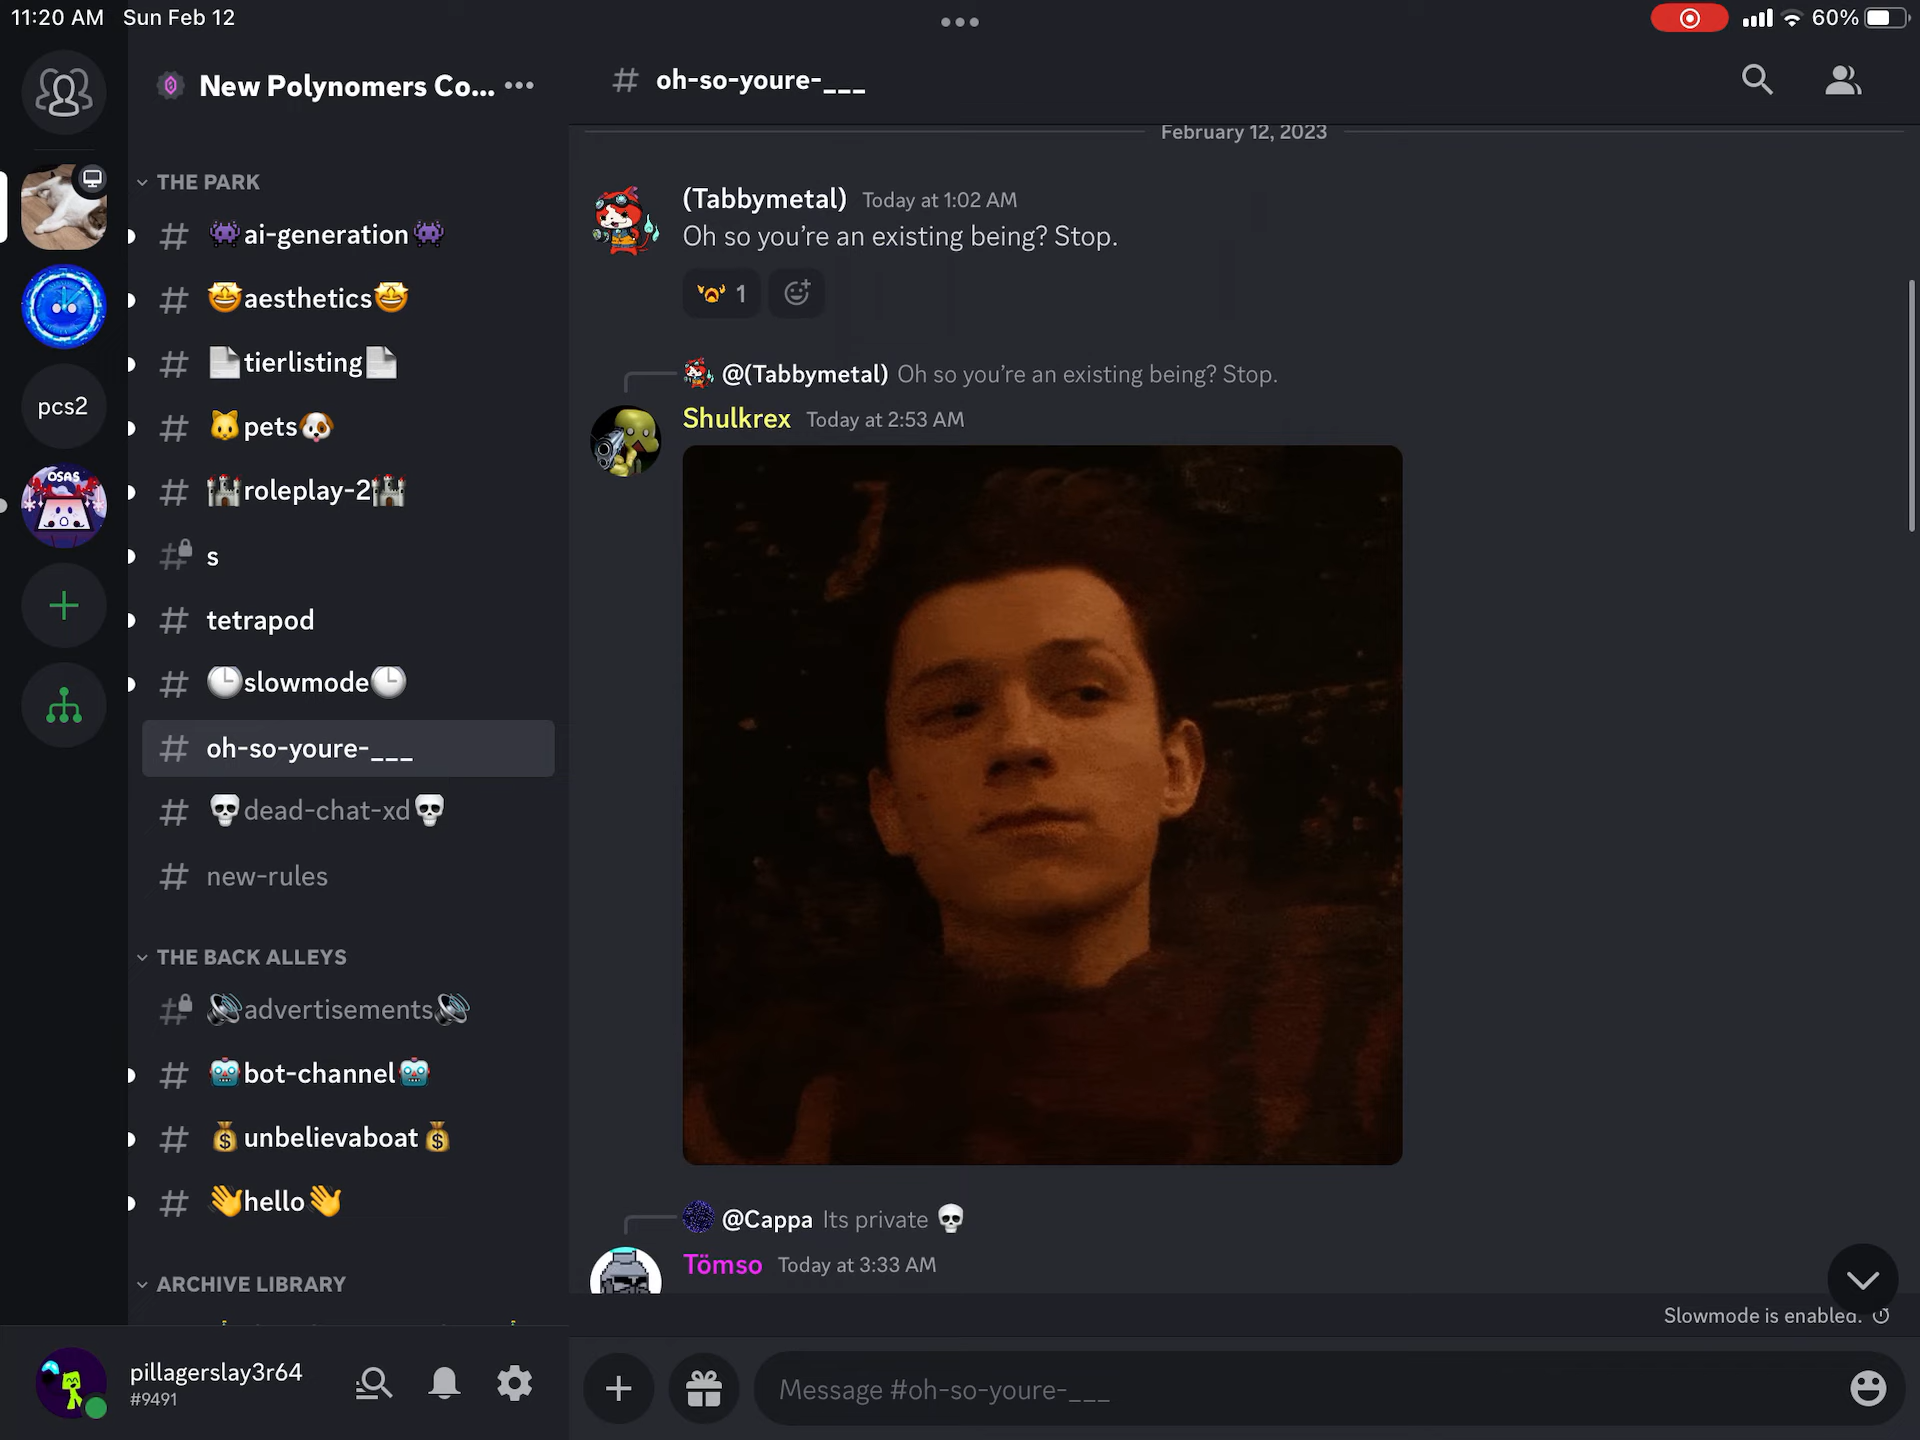 11:20 AM Sun Feb 12
60%
New Polynomers Co...
THE PARK
👾ai-generation👾
🤩aesthetics🤩
📄tierlisting📄
🐱pets🐶
🏰roleplay-2🏰
s
tetrapod
🕒slowmode🕒
oh-so-youre-___
💀dead-chat-xd💀
new-rules
THE BACK ALLEYS
🔊advertisements🔊
🤖bot-channel🤖
💰unbelievaboat💰
👋hello👋
ARCHIVE LIBRARY
pcs2
OSAS
pillagerslay3r64
#9491
# oh-so-youre-___
February 12, 2023
(Tabbymetal) Today at 1:02 AM
Oh so you’re an existing being? Stop.
1
@(Tabbymetal) Oh so you’re an existing being? Stop.
Shulkrex Today at 2:53 AM
@Cappa Its private 💀
Tömso Today at 3:33 AM
Slowmode is enabled.
Message #oh-so-youre-___